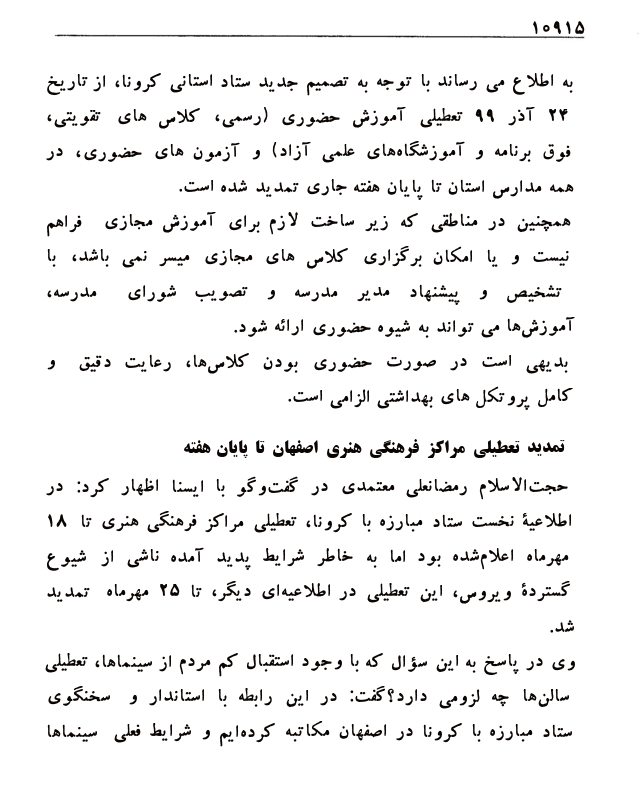 ۱۰۹۱۵
به اطلاع می رساند با توجه به تصمیم جدید ستاد استانی کرونا، از تاریخ
۲۴ آذر ۹۹ تعطیلی آموزش حضوری (رسمی، کلاس های تقویتی،
فوق برنامه و آموزشگاه‌های علمی آزاد) و آزمون های حضوری، در
همه مدارس استان تا پایان هفته جاری تمدید شده است.
همچنین در مناطقی که زیر ساخت لازم برای آموزش مجازی فراهم
نیست و یا امکان برگزاری کلاس های مجازی میسر نمی باشد، با
تشخیص و پیشنهاد مدیر مدرسه و تصویب شورای مدرسه،
آموزش‌ها می تواند به شیوه حضوری ارائه شود.
بدیهی است در صورت حضوری بودن کلاس‌ها، رعایت دقیق و
کامل پروتکل های بهداشتی الزامی است.
تمدید تعطیلی مراکز فرهنگی هنری اصفهان تا پایان هفته
حجت‌الاسلام رمضانعلی معتمدی در گفت‌وگو با ایسنا اظهار کرد: در
اطلاعیهٔ نخست ستاد مبارزه با کرونا، تعطیلی مراکز فرهنگی هنری تا ۱۸
مهرماه اعلام‌شده بود اما به خاطر شرایط پدید آمده ناشی از شیوع
گستردهٔ ویروس، این تعطیلی در اطلاعیه‌ای دیگر، تا ۲۵ مهرماه تمدید
شد.
وی در پاسخ به این سؤال که با وجود استقبال کم مردم از سینماها، تعطیلی
سالن‌ها چه لزومی دارد؟گفت: در این رابطه با استاندار و سخنگوی
ستاد مبارزه با کرونا در اصفهان مکاتبه کرده‌ایم و شرایط فعلی سینماها